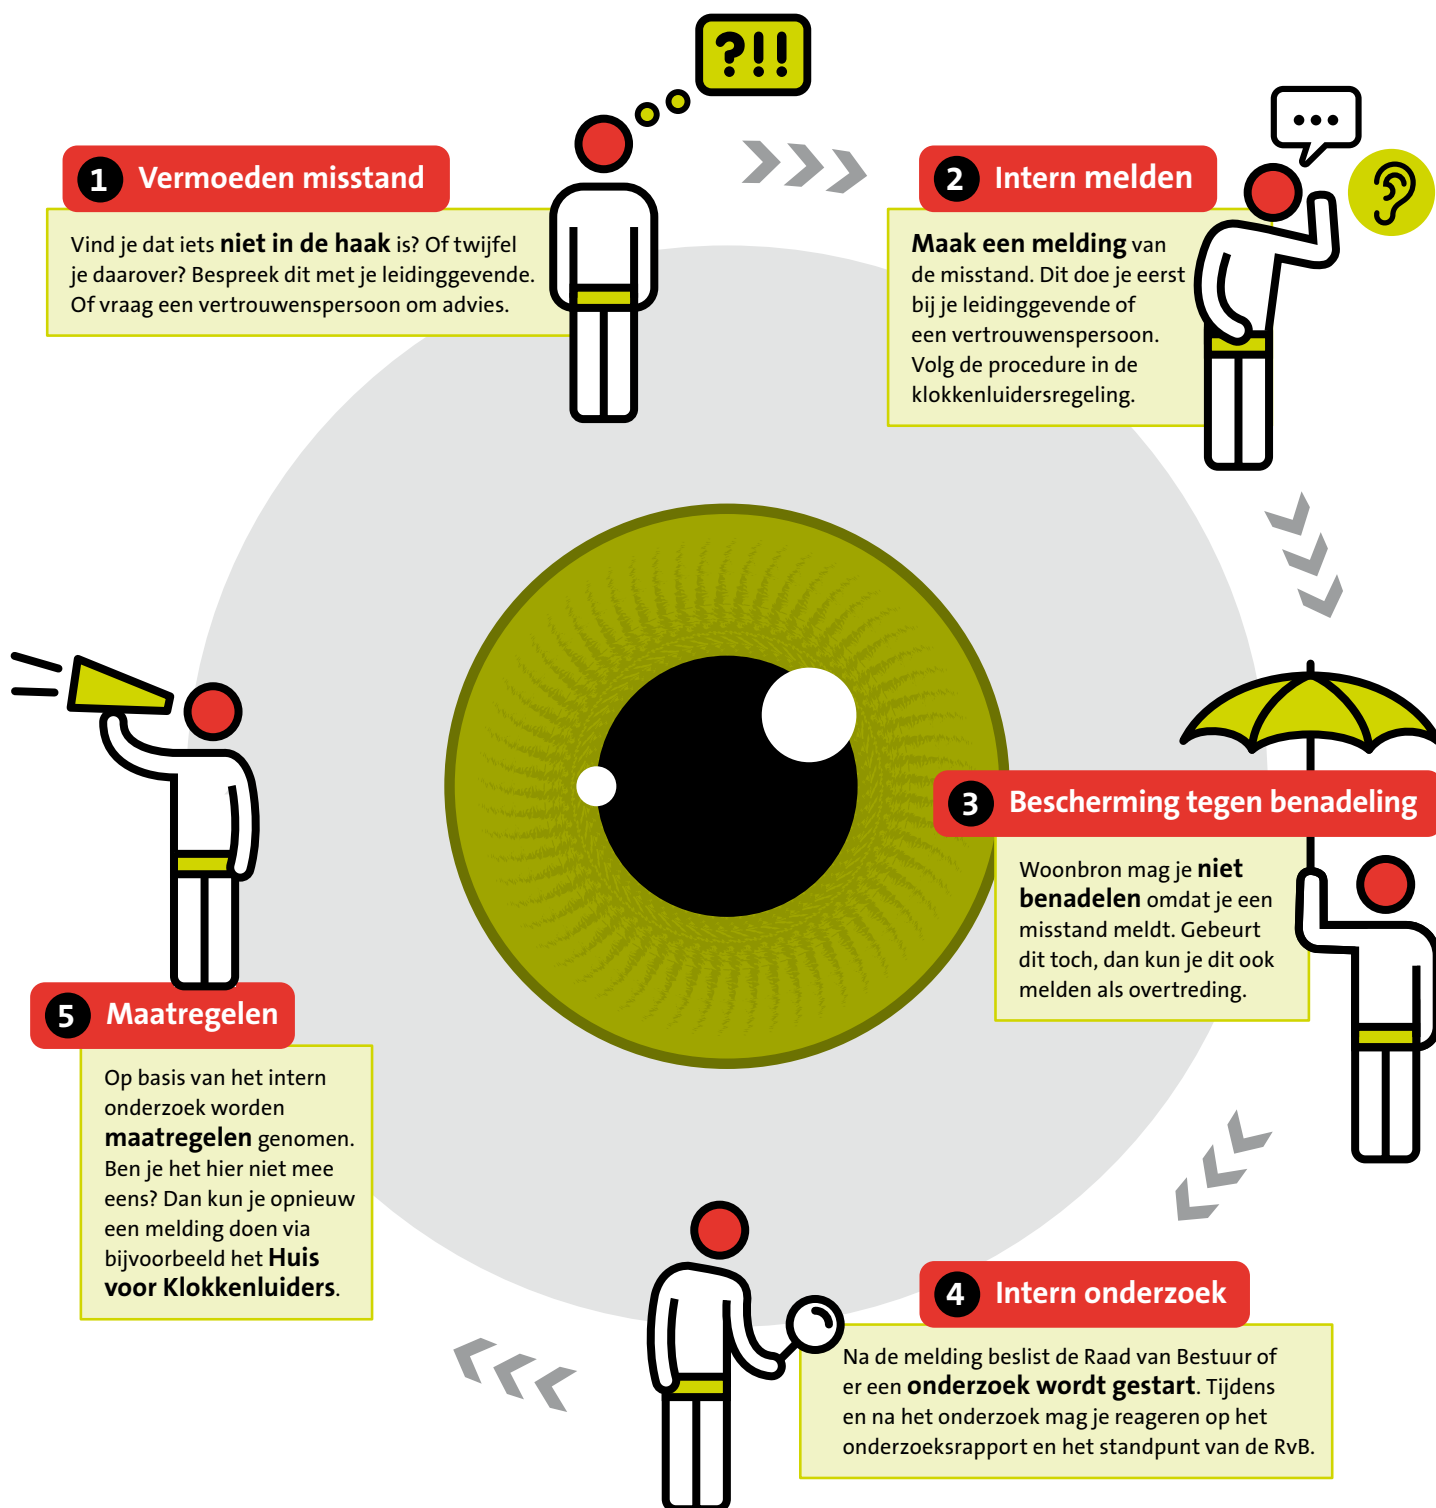 ?!!
1 Vermoeden misstand
Vind je dat iets niet in de haak is? Of twijfel
je daarover? Bespreek dit met je leidinggevende.
Of vraag een vertrouwenspersoon om advies.
2 Intern melden
Maak een melding van
de misstand. Dit doe je eerst
bij je leidinggevende of
een vertrouwenspersoon.
Volg de procedure in de
klokkenluidersregeling.
3 Bescherming tegen benadeling
Woonbron mag je niet
benadelen omdat je een
misstand meldt. Gebeurt
dit toch, dan kun je dit ook
melden als overtreding.
4 Intern onderzoek
Na de melding beslist de Raad van Bestuur of
er een onderzoek wordt gestart. Tijdens
en na het onderzoek mag je reageren op het
onderzoeksrapport en het standpunt van de RvB.
5 Maatregelen
Op basis van het intern
onderzoek worden
maatregelen genomen.
Ben je het hier niet mee
eens? Dan kun je opnieuw
een melding doen via
bijvoorbeeld het Huis
voor Klokkenluiders.